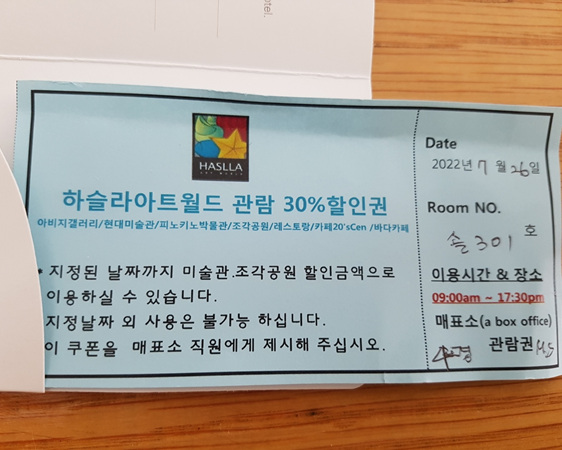 otel.
HASLLA
ART WORLD
하슬라아트월드 관람 30%할인권
아비지갤러리/현대미술관/피노키오박물관/조각공원/레스토랑/카페20'sCen /바다카페
• 지정된 날짜까지 미술관.조각공원 할인금액으로
이용하실 수 있습니다.
지정날짜 외 사용은 불가능 하십니다.
이 쿠폰을 매표소 직원에게 제시해 주십시오.
Date
2022년 7 월 26일
Room NO.
솔301 호
이용시간 & 장소
09:00am ~ 17:30pm
매표소(a box office)
관람권